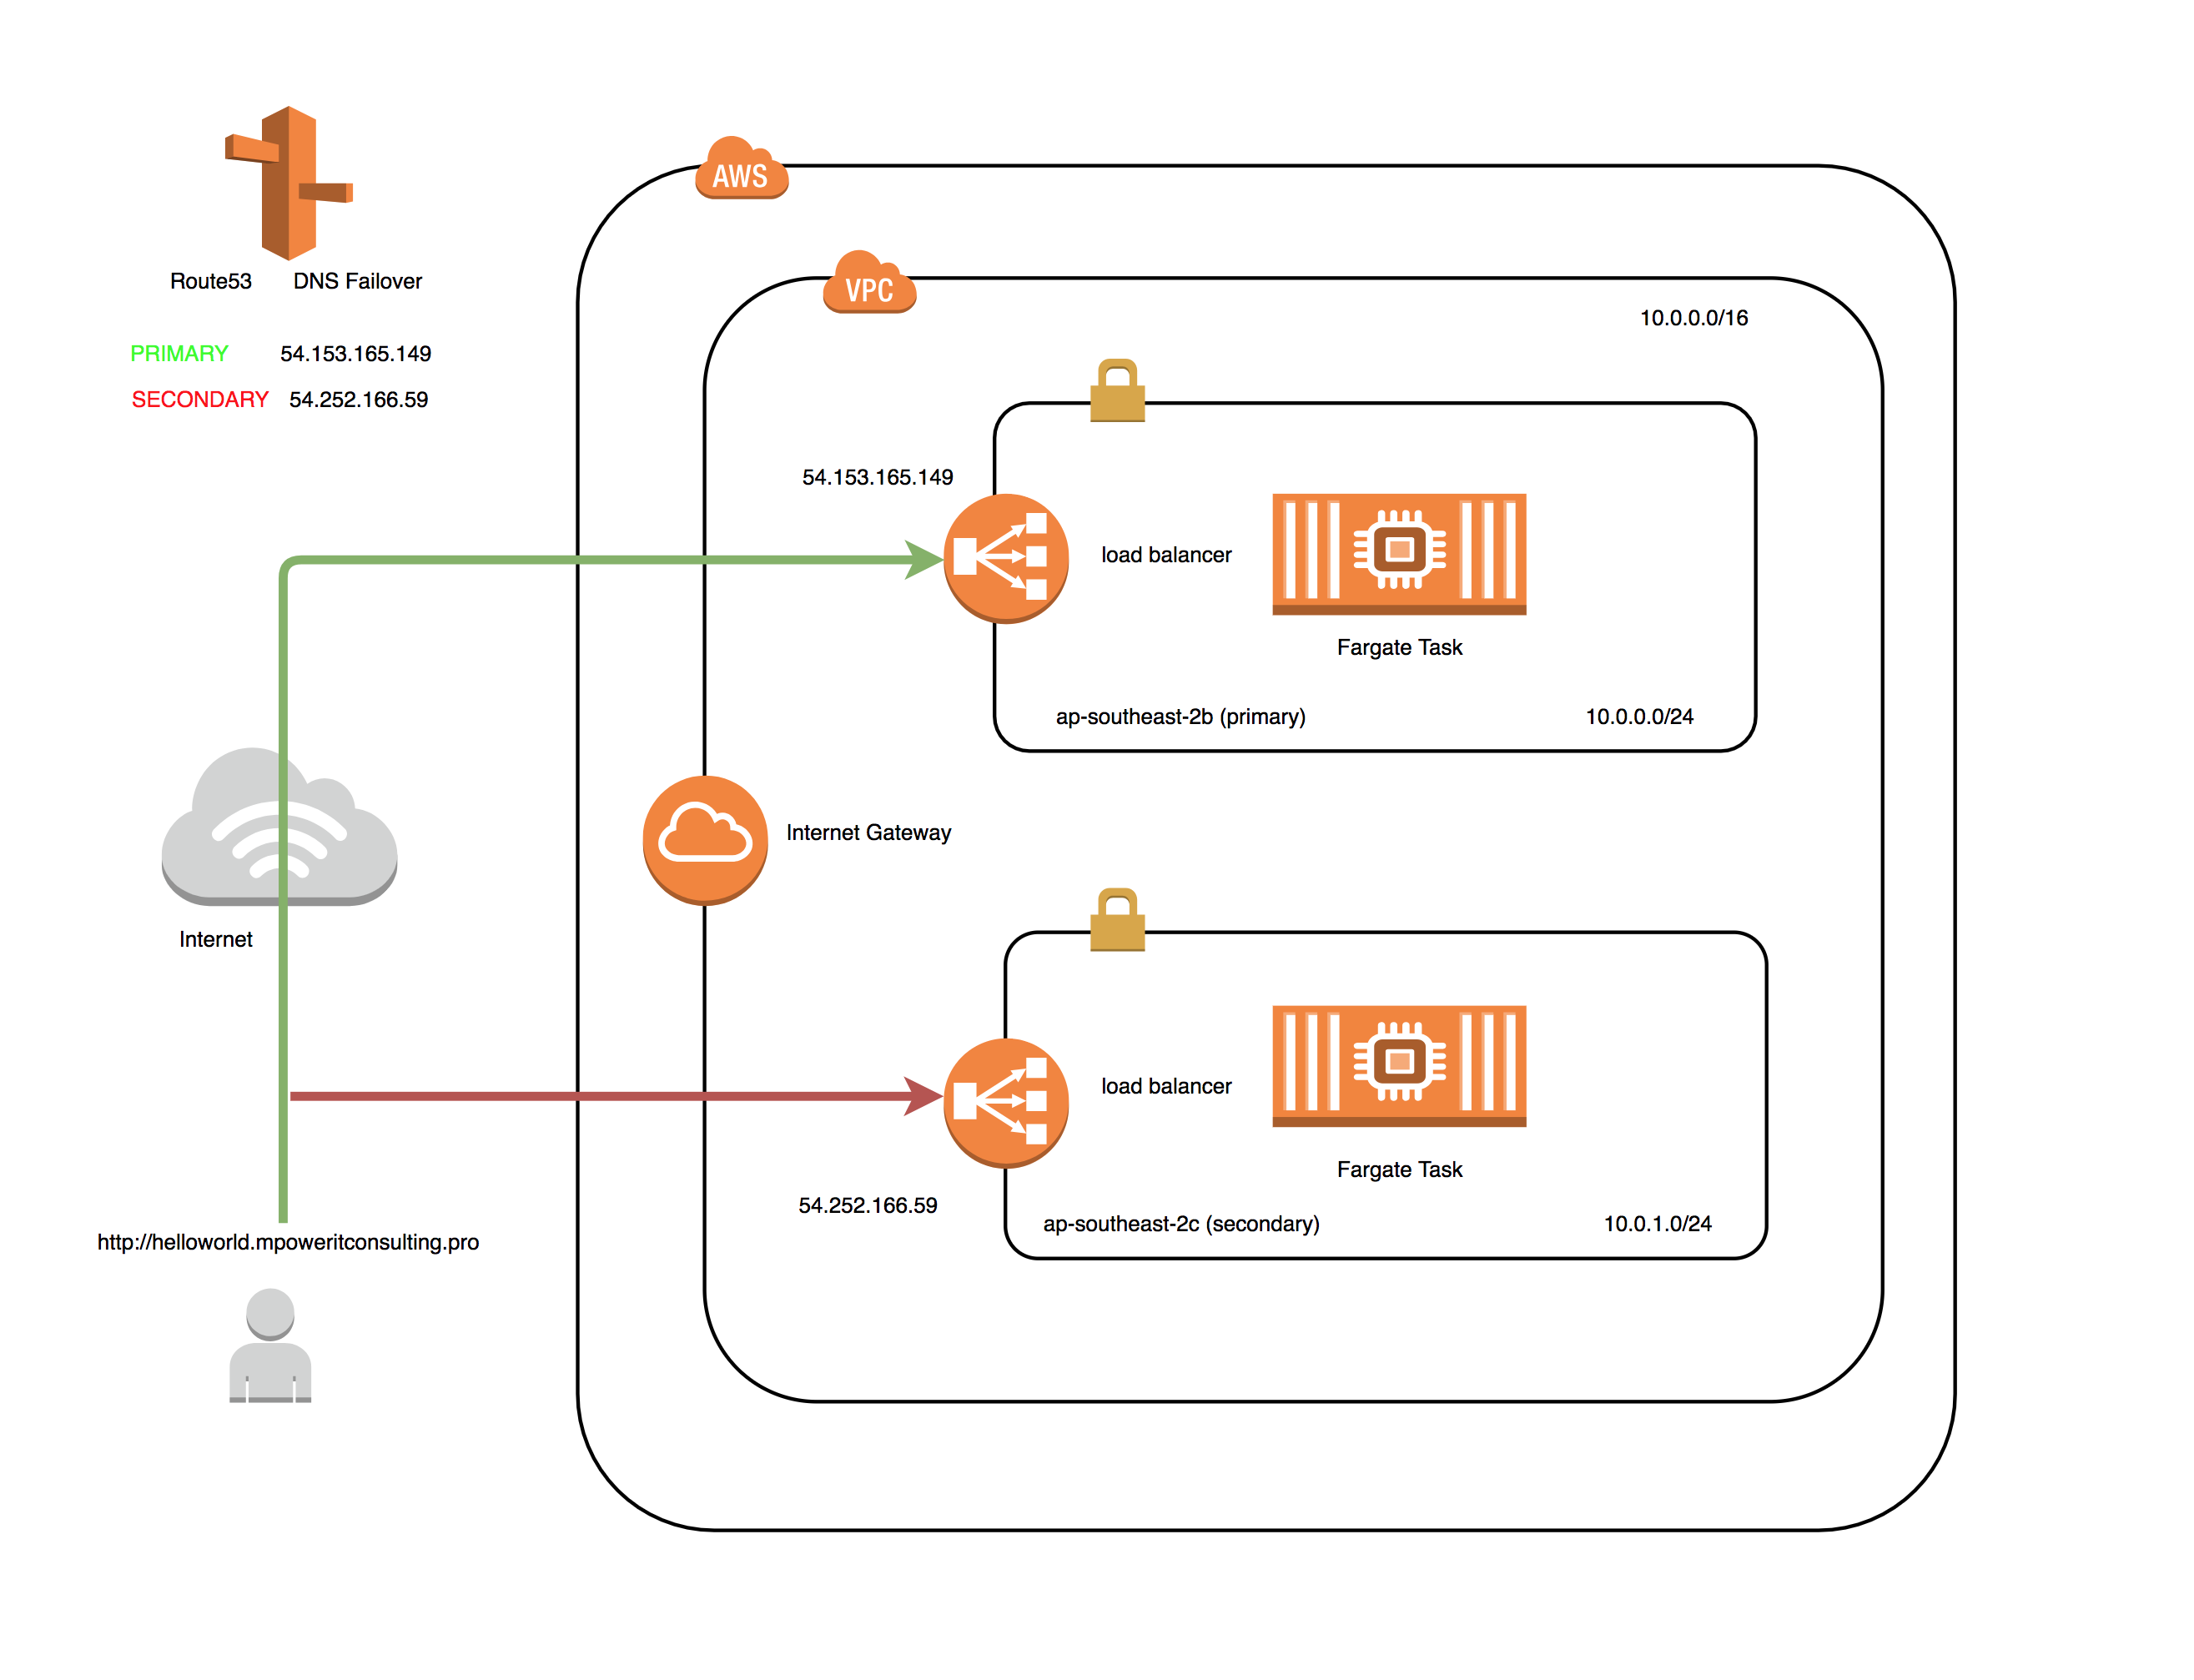 AWS
VPC
Route53 DNS Failover
10.0.0.0/16
PRIMARY 54.153.165.149
SECONDARY 54.252.166.59
54.153.165.149
load balancer
Fargate Task
ap-southeast-2b (primary) 10.0.0.0/24
Internet Gateway
Internet
load balancer
Fargate Task
54.252.166.59
ap-southeast-2c (secondary) 10.0.1.0/24
http://helloworld.mpoweritconsulting.pro